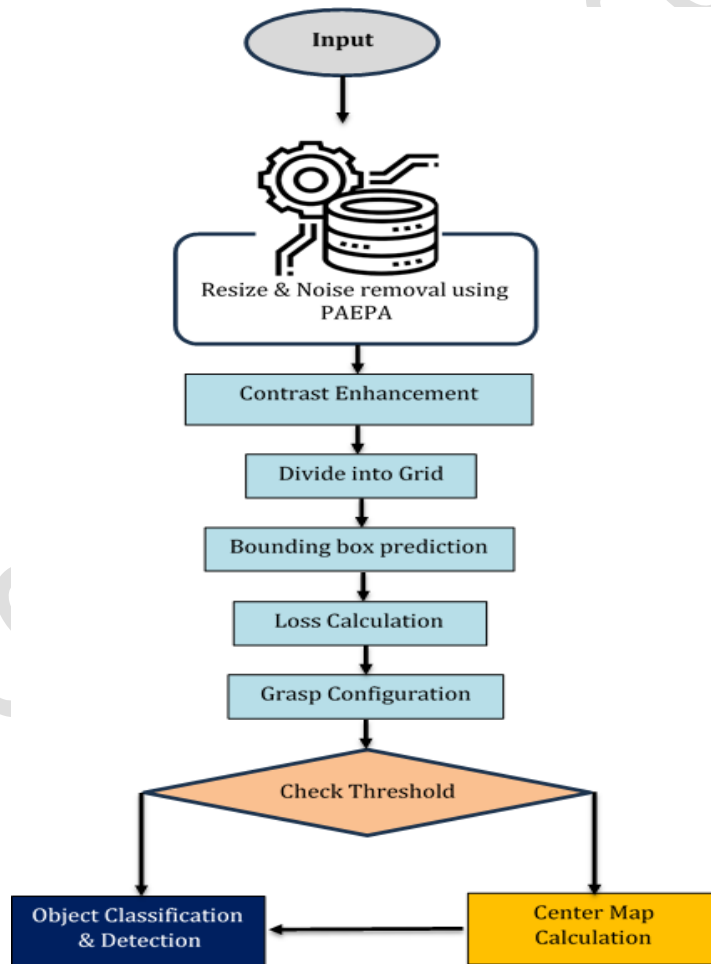 Input
Resize & Noise removal using
PAEPA
Contrast Enhancement
Divide into Grid
Bounding box prediction
Loss Calculation
Grasp Configuration
Check Threshold
Object Classification
& Detection
Center Map
Calculation